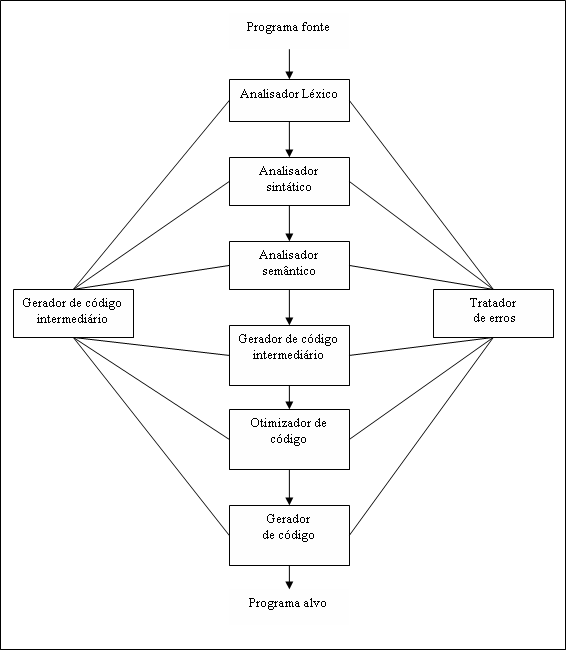 Programa fonte
Analisador Léxico
Analisador
sintático
Analisador
semântico
Gerador de código
intermediário
Tratador
de erros
Gerador de código
intermediário
Otimizador de
código
Gerador
de código
Programa alvo